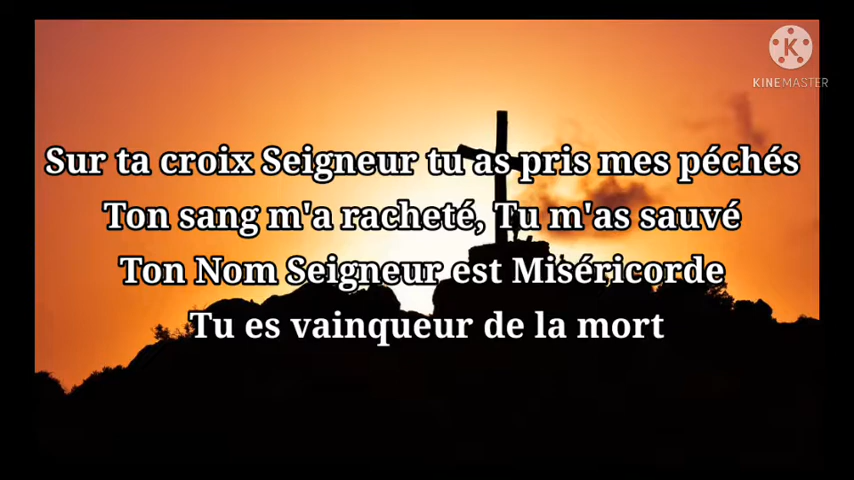 K
KINEMASTER
Sur ta croix Seigneur tu as pris mes péchés
Ton sang m'a racheté, Tu m'as sauvé
Ton Nom Seigneur est Miséricorde
Tu es vainqueur de la mort